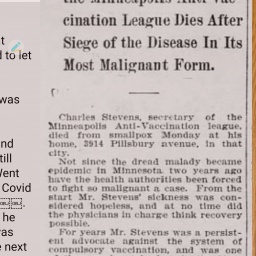 the Minneapolis Anti-Vac-
cination League Dies After
Siege of the Disease In Its
Most Malignant Form.
Charles Stevens, secretary of the
Minneapolis Anti-Vaccination league,
died from smallpox Monday at his
home, 3914 Pillsbury avenue, in that
city.
Not since the dread malady became
epidemic in Minnesota two years ago
have the health authorities been forced
to fight so malignant a case. From the
start Mr. Stevens' sickness was con-
sidered hopeless, and at no time did
the physicians in charge think recovery
possible.
For years Mr. Stevens was a persist-
ent advocate against the system of
compulsory vaccination, and was one
t
d to let
was
nd
till
Went
Covid
he
as
e next